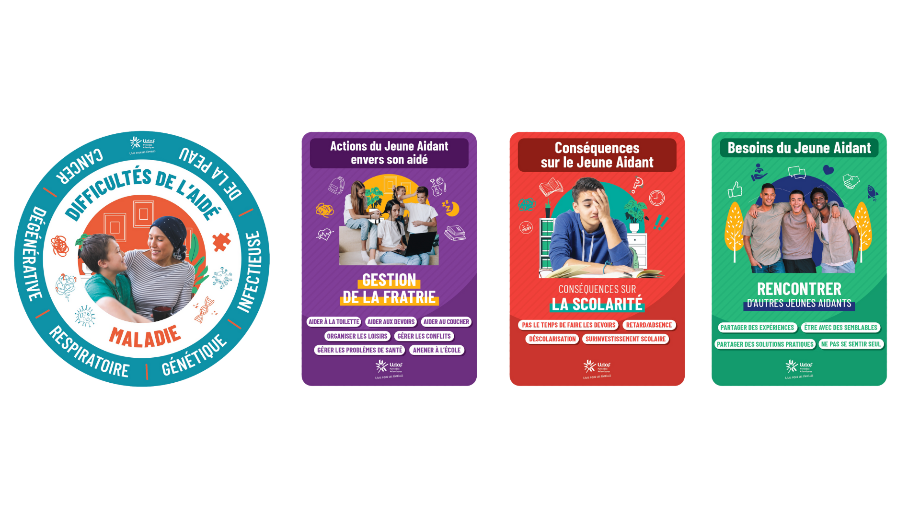 Udaf
CANCER
DE LA PEAU
DÉGÉNÉRATIVE
INFECTIEUSE
RESPIRATOIRE
GÉNÉTIQUE
DIFFICULTÉS DE L'AIDÉ
MALADIE
Actions du Jeune Aidant
envers son aidé
GESTION
DE LA FRATRIE
AIDER À LA TOILETTE
AIDER AUX DEVOIRS
AIDER AU COUCHER
ORGANISER LES LOISIRS
GÉRER LES CONFLITS
GÉRER LES PROBLÈMES DE SANTÉ
AMENER À L'ÉCOLE
Udaf
Conséquences
sur le Jeune Aidant
CONSÉQUENCES SUR
LA SCOLARITÉ
PAS LE TEMPS DE FAIRE LES DEVOIRS
RETARD/ABSENCE
DÉSCOLARISATION
SURINVESTISSEMENT SCOLAIRE
Udaf
Besoins du Jeune Aidant
RENCONTRER
D'AUTRES JEUNES AIDANTS
PARTAGER DES EXPÉRIENCES
ÊTRE AVEC DES SEMBLABLES
PARTAGER DES SOLUTIONS PRATIQUES
NE PAS SE SENTIR SEUL
Udaf